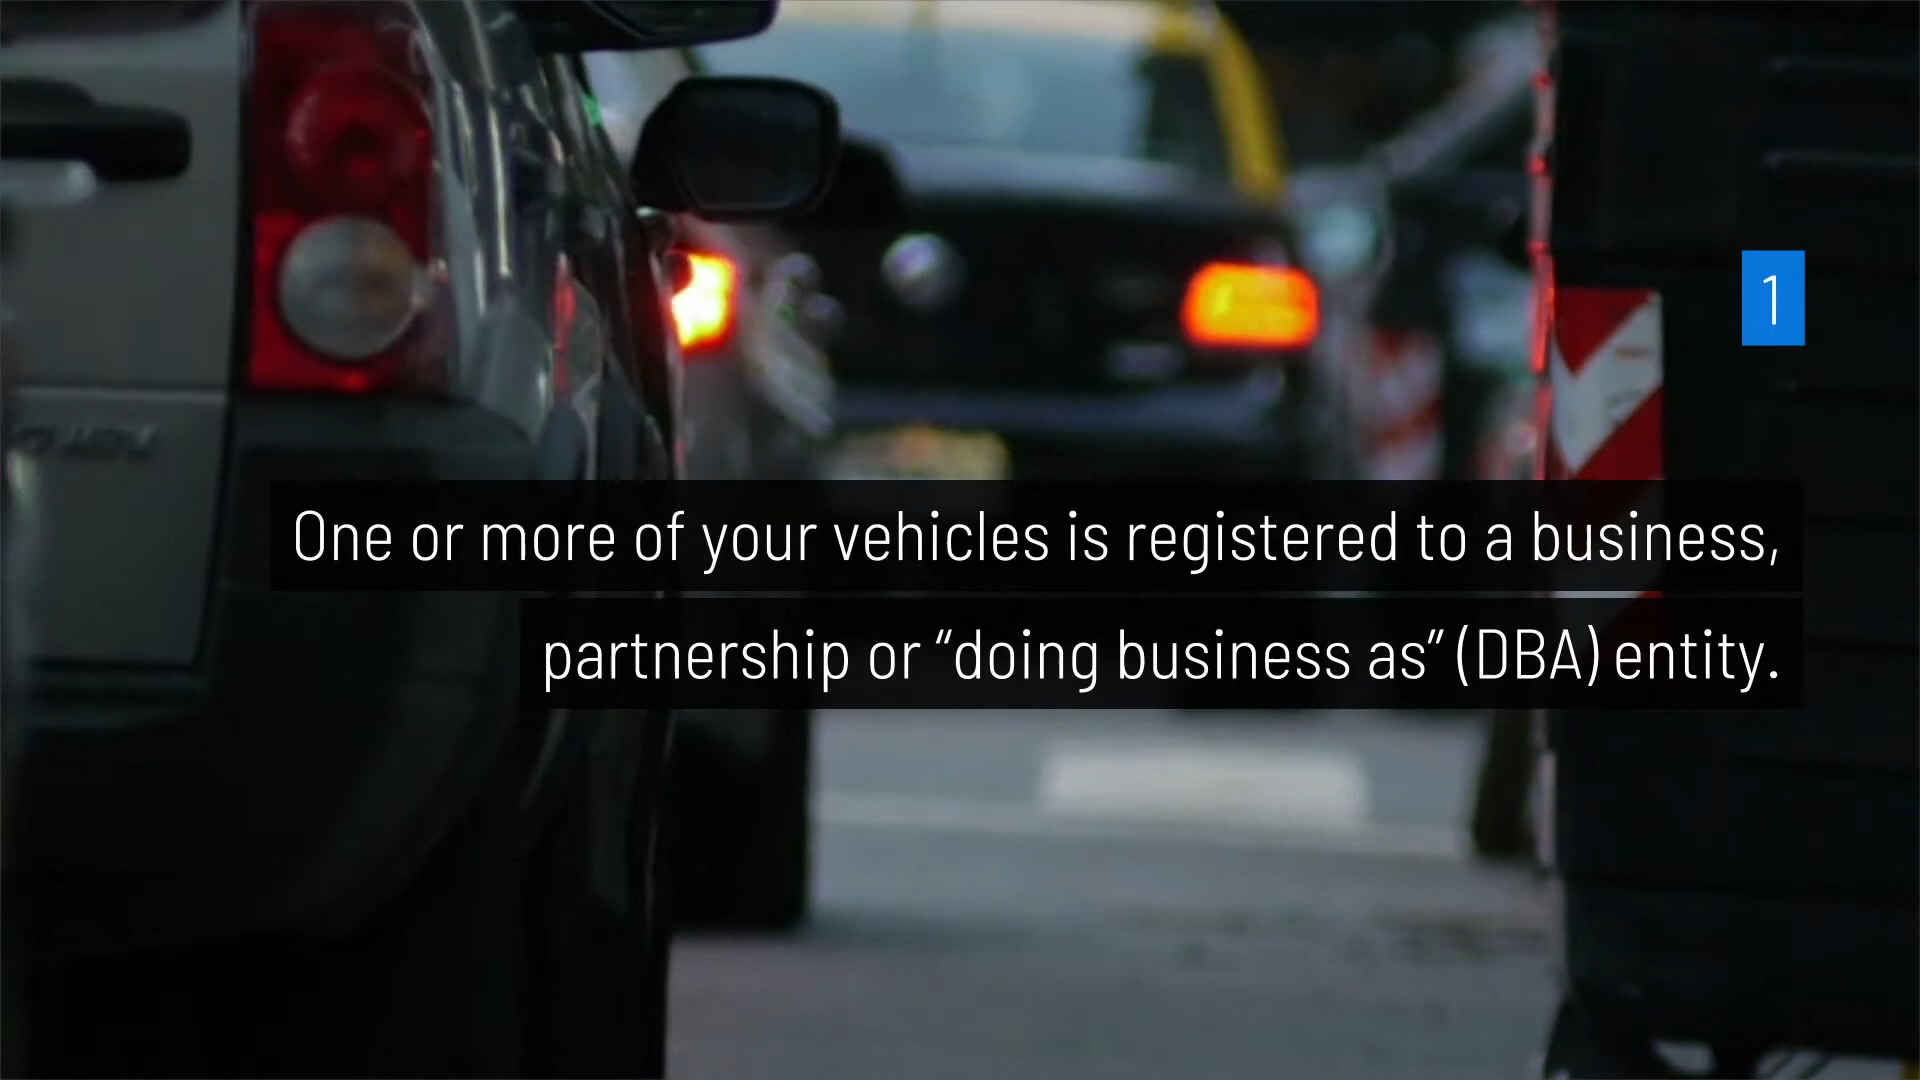 1
One or more of your vehicles is registered to a business,
partnership or “doing business as” (DBA) entity.